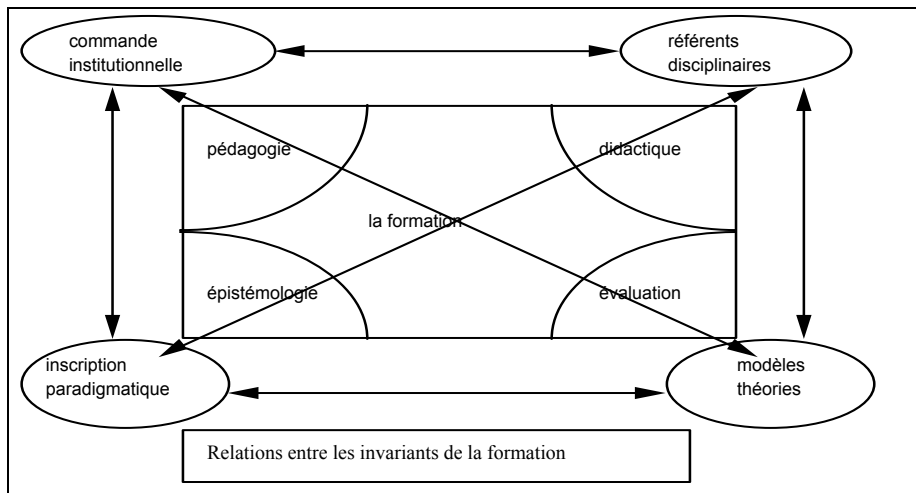 commande
institutionnelle
référents
disciplinaires
pédagogie
didactique
la formation
épistémologie
évaluation
inscription
paradigmatique
modèles
théories
Relations entre les invariants de la formation